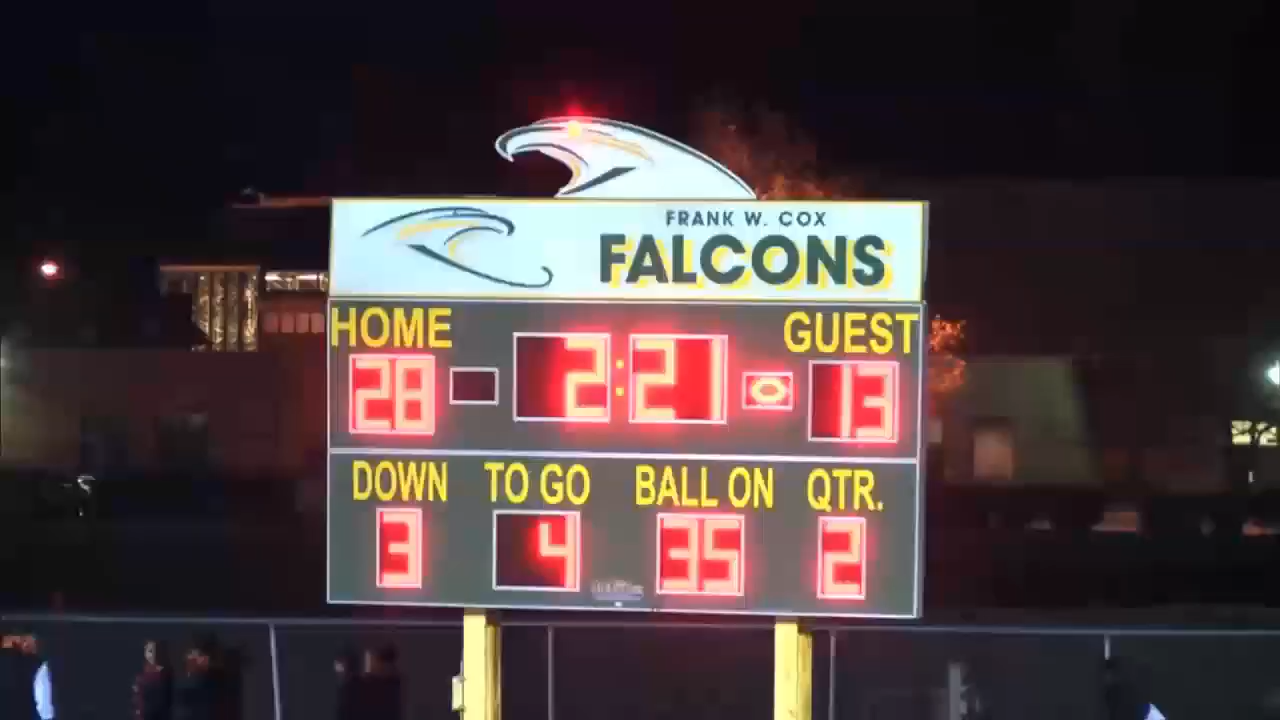 FRANK W. COX
FALCONS
HOME
GUEST
28 2:21 13
DOWN TO GO BALL ON QTR.
3 4 35 2